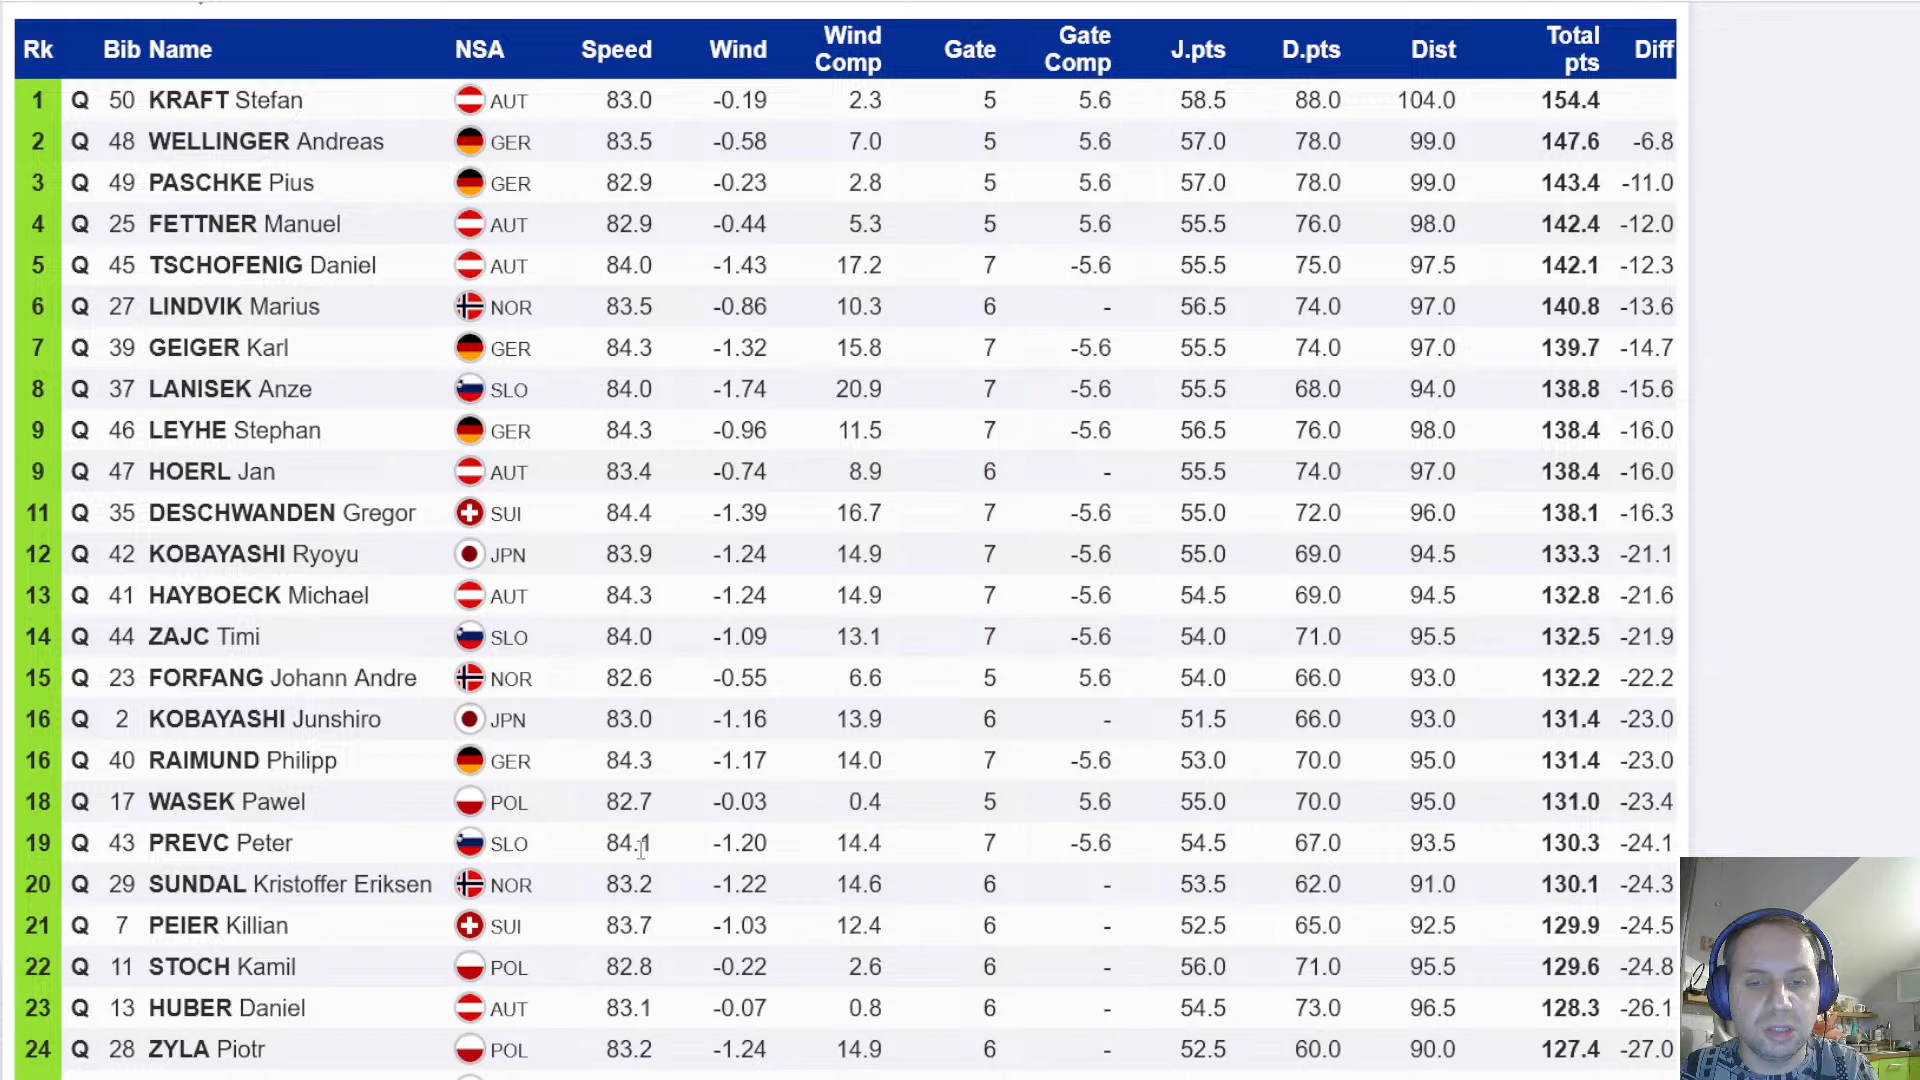 Rk Bib Name NSA Speed Wind Wind Comp Gate Gate Comp J.pts D.pts Dist Total pts Diff
1 Q 50 KRAFT Stefan AUT 83.0 -0.19 2.3 5 5.6 58.5 88.0 104.0 154.4
2 Q 48 WELLINGER Andreas GER 83.5 -0.58 7.0 5 5.6 57.0 78.0 99.0 147.6 -6.8
3 Q 49 PASCHKE Pius GER 82.9 -0.23 2.8 5 5.6 57.0 78.0 99.0 143.4 -11.0
4 Q 25 FETTNER Manuel AUT 82.9 -0.44 5.3 5 5.6 55.5 76.0 98.0 142.4 -12.0
5 Q 45 TSCHOFENIG Daniel AUT 84.0 -1.43 17.2 7 -5.6 55.5 75.0 97.5 142.1 -12.3
6 Q 27 LINDVIK Marius NOR 83.5 -0.86 10.3 6 - 56.5 74.0 97.0 140.8 -13.6
7 Q 39 GEIGER Karl GER 84.3 -1.32 15.8 7 -5.6 55.5 74.0 97.0 139.7 -14.7
8 Q 37 LANISEK Anze SLO 84.0 -1.74 20.9 7 -5.6 55.5 68.0 94.0 138.8 -15.6
9 Q 46 LEYHE Stephan GER 84.3 -0.96 11.5 7 -5.6 56.5 76.0 98.0 138.4 -16.0
9 Q 47 HOERL Jan AUT 83.4 -0.74 8.9 6 - 55.5 74.0 97.0 138.4 -16.0
11 Q 35 DESCHWANDEN Gregor SUI 84.4 -1.39 16.7 7 -5.6 55.0 72.0 96.0 138.1 -16.3
12 Q 42 KOBAYASHI Ryoyu JPN 83.9 -1.24 14.9 7 -5.6 55.0 69.0 94.5 133.3 -21.1
13 Q 41 HAYBOECK Michael AUT 84.3 -1.24 14.9 7 -5.6 54.5 69.0 94.5 132.8 -21.6
14 Q 44 ZAJC Timi SLO 84.0 -1.09 13.1 7 -5.6 54.0 71.0 95.5 132.5 -21.9
15 Q 23 FORFANG Johann Andre NOR 82.6 -0.55 6.6 5 5.6 54.0 66.0 93.0 132.2 -22.2
16 Q 2 KOBAYASHI Junshiro JPN 83.0 -1.16 13.9 6 - 51.5 66.0 93.0 131.4 -23.0
16 Q 40 RAIMUND Philipp GER 84.3 -1.17 14.0 7 -5.6 53.0 70.0 95.0 131.4 -23.0
18 Q 17 WASEK Pawel POL 82.7 -0.03 0.4 5 5.6 55.0 70.0 95.0 131.0 -23.4
19 Q 43 PREVC Peter SLO 84.1 -1.20 14.4 7 -5.6 54.5 67.0 93.5 130.3 -24.1
20 Q 29 SUNDAL Kristoffer Eriksen NOR 83.2 -1.22 14.6 6 - 53.5 62.0 91.0 130.1 -24.3
21 Q 7 PEIER Killian SUI 83.7 -1.03 12.4 6 - 52.5 65.0 92.5 129.9 -24.5
22 Q 11 STOCH Kamil POL 82.8 -0.22 2.6 6 - 56.0 71.0 95.5 129.6 -24.8
23 Q 13 HUBER Daniel AUT 83.1 -0.07 0.8 6 - 54.5 73.0 96.5 128.3 -26.1
24 Q 28 ZYLA Piotr POL 83.2 -1.24 14.9 6 - 52.5 60.0 90.0 127.4 -27.0